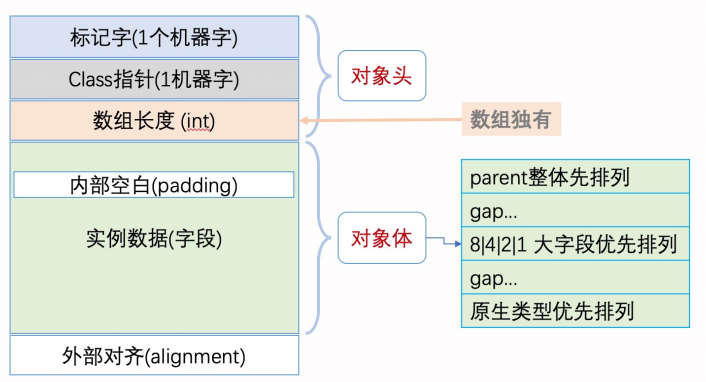 标记字(1个机器字)
Class指针(1机器字)
对象头
数组长度 (int)
数组独有
内部空白(padding)
实例数据(字段)
对象体
parent整体先排列
gap...
8|4|2|1 大字段优先排列
gap...
原生类型优先排列
外部对齐(alignment)